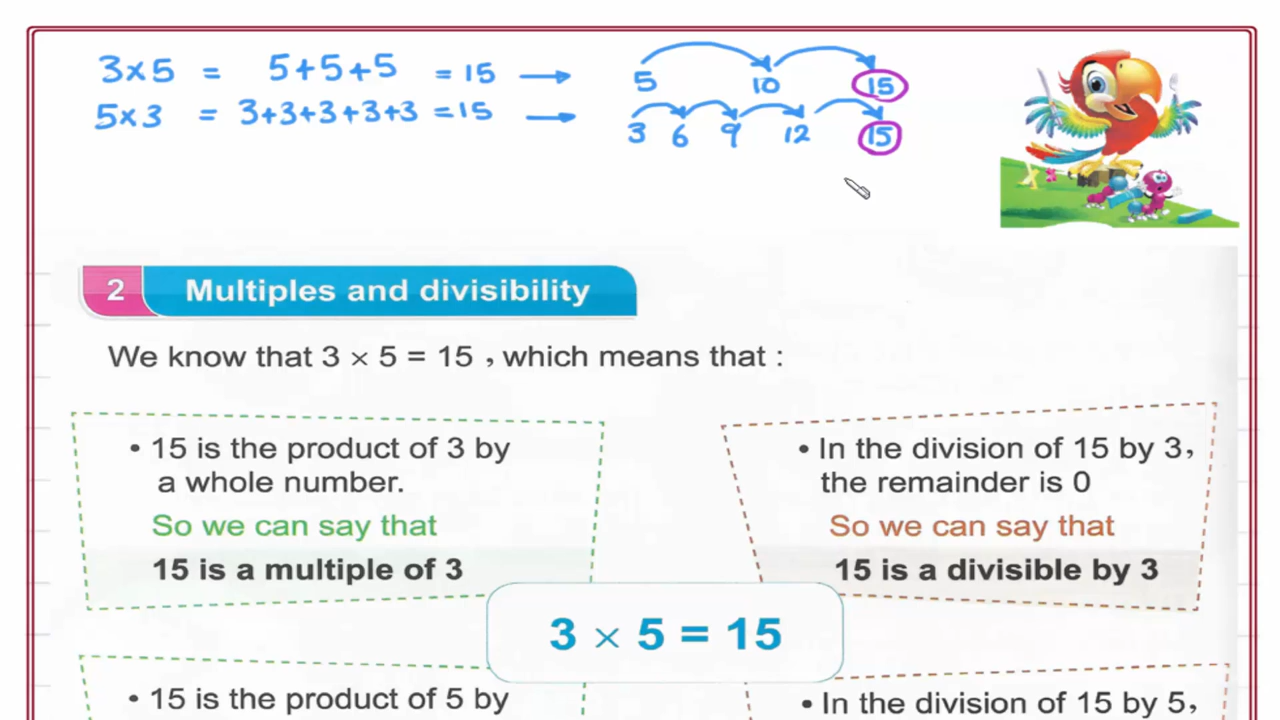 3×5 = 5+5+5 = 15 → 5 10 15
5×3 = 3+3+3+3+3 = 15 → 3 6 9 12 15
2 Multiples and divisibility
We know that 3 × 5 = 15 , which means that :
• 15 is the product of 3 by
a whole number.
So we can say that
15 is a multiple of 3
• In the division of 15 by 3,
the remainder is 0
So we can say that
15 is a divisible by 3
3 × 5 = 15
• 15 is the product of 5 by
• In the division of 15 by 5,